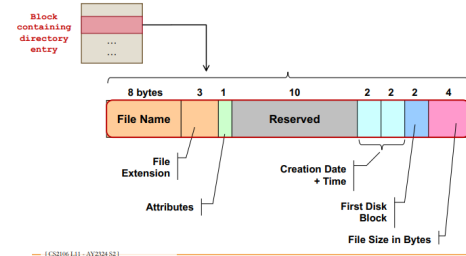 Block
containing
directory
entry
...
...
8 bytes 3 1 10 2 2 2 4
File Name Reserved
File
Extension
Attributes
Creation Date
+ Time
First Disk
Block
File Size in Bytes
[ CS2106 L11 – AY2324 S2 ]